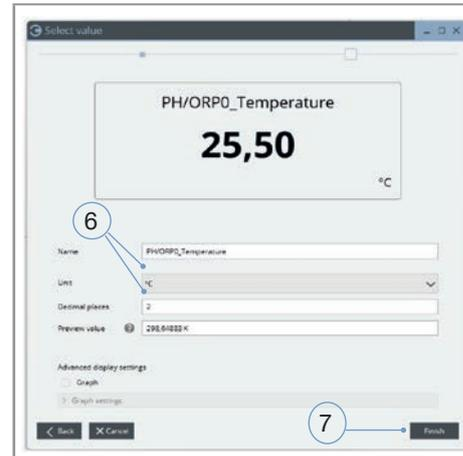 Select value
PH/ORP0_Temperature
25,50
°C
6
Name PH/ORP0_Temperature
Unit °C
Decimal places 2
Preview value ? 298,64883 K
Advanced display settings
Graph
> Graph settings
< Back X Cancel 7 Finish